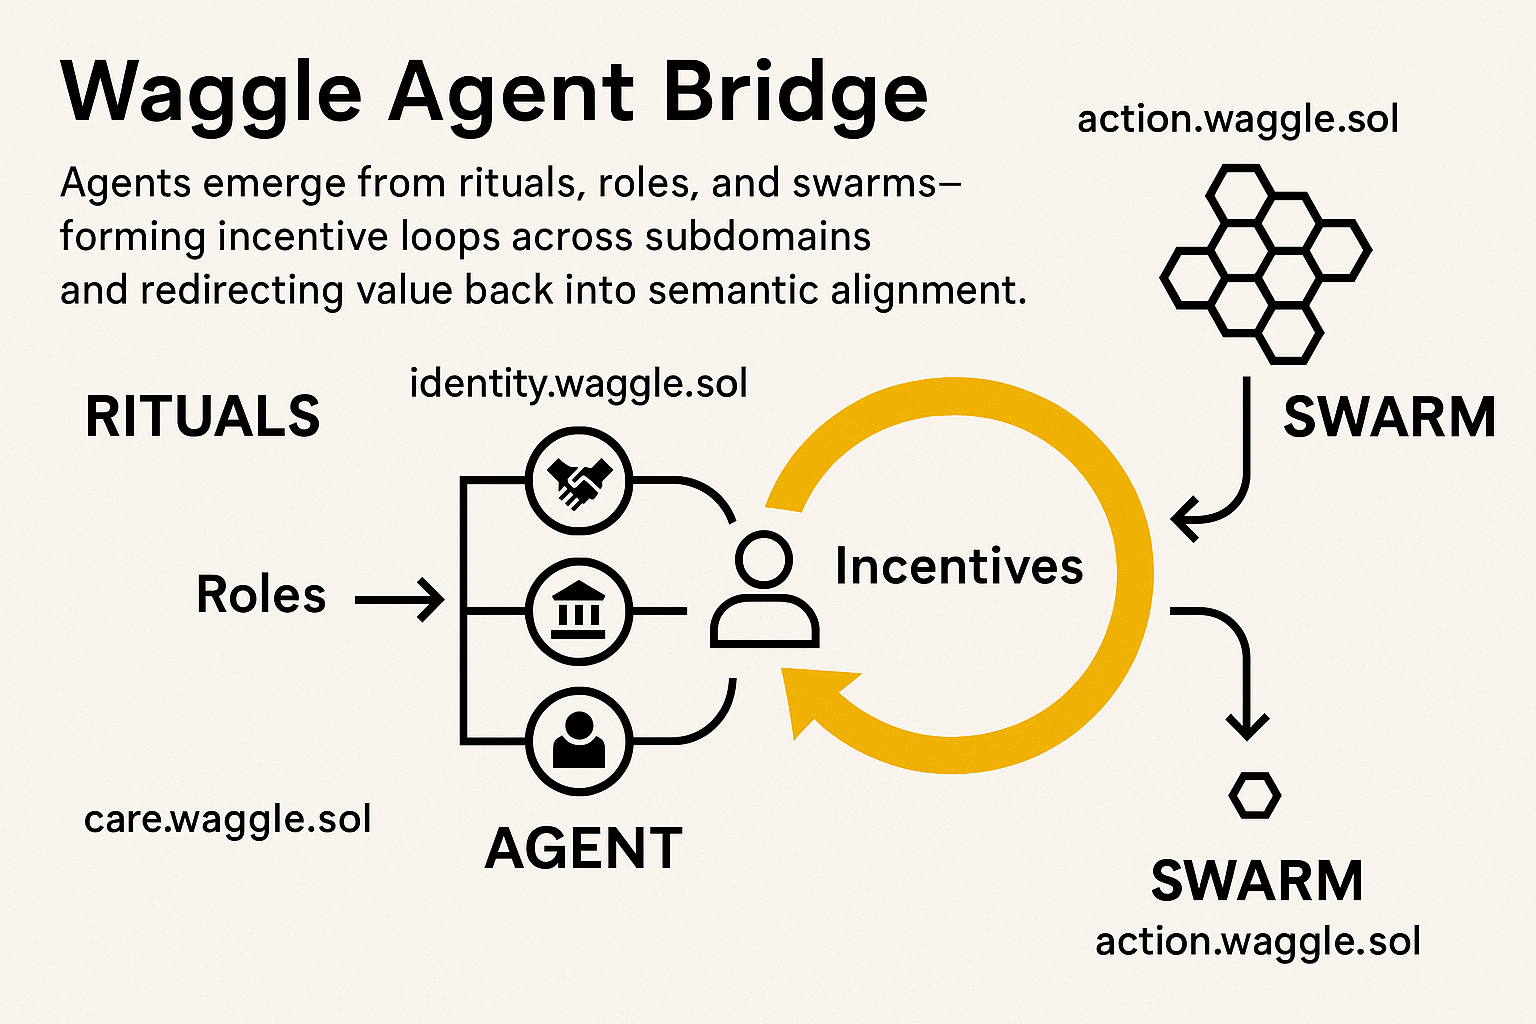 Waggle Agent Bridge
Agents emerge from rituals, roles, and swarms–
forming incentive loops across subdomains
and redirecting value back into semantic alignment.
action.waggle.sol
RITUALS
identity.waggle.sol
SWARM
Roles
Incentives
care.waggle.sol
AGENT
SWARM
action.waggle.sol